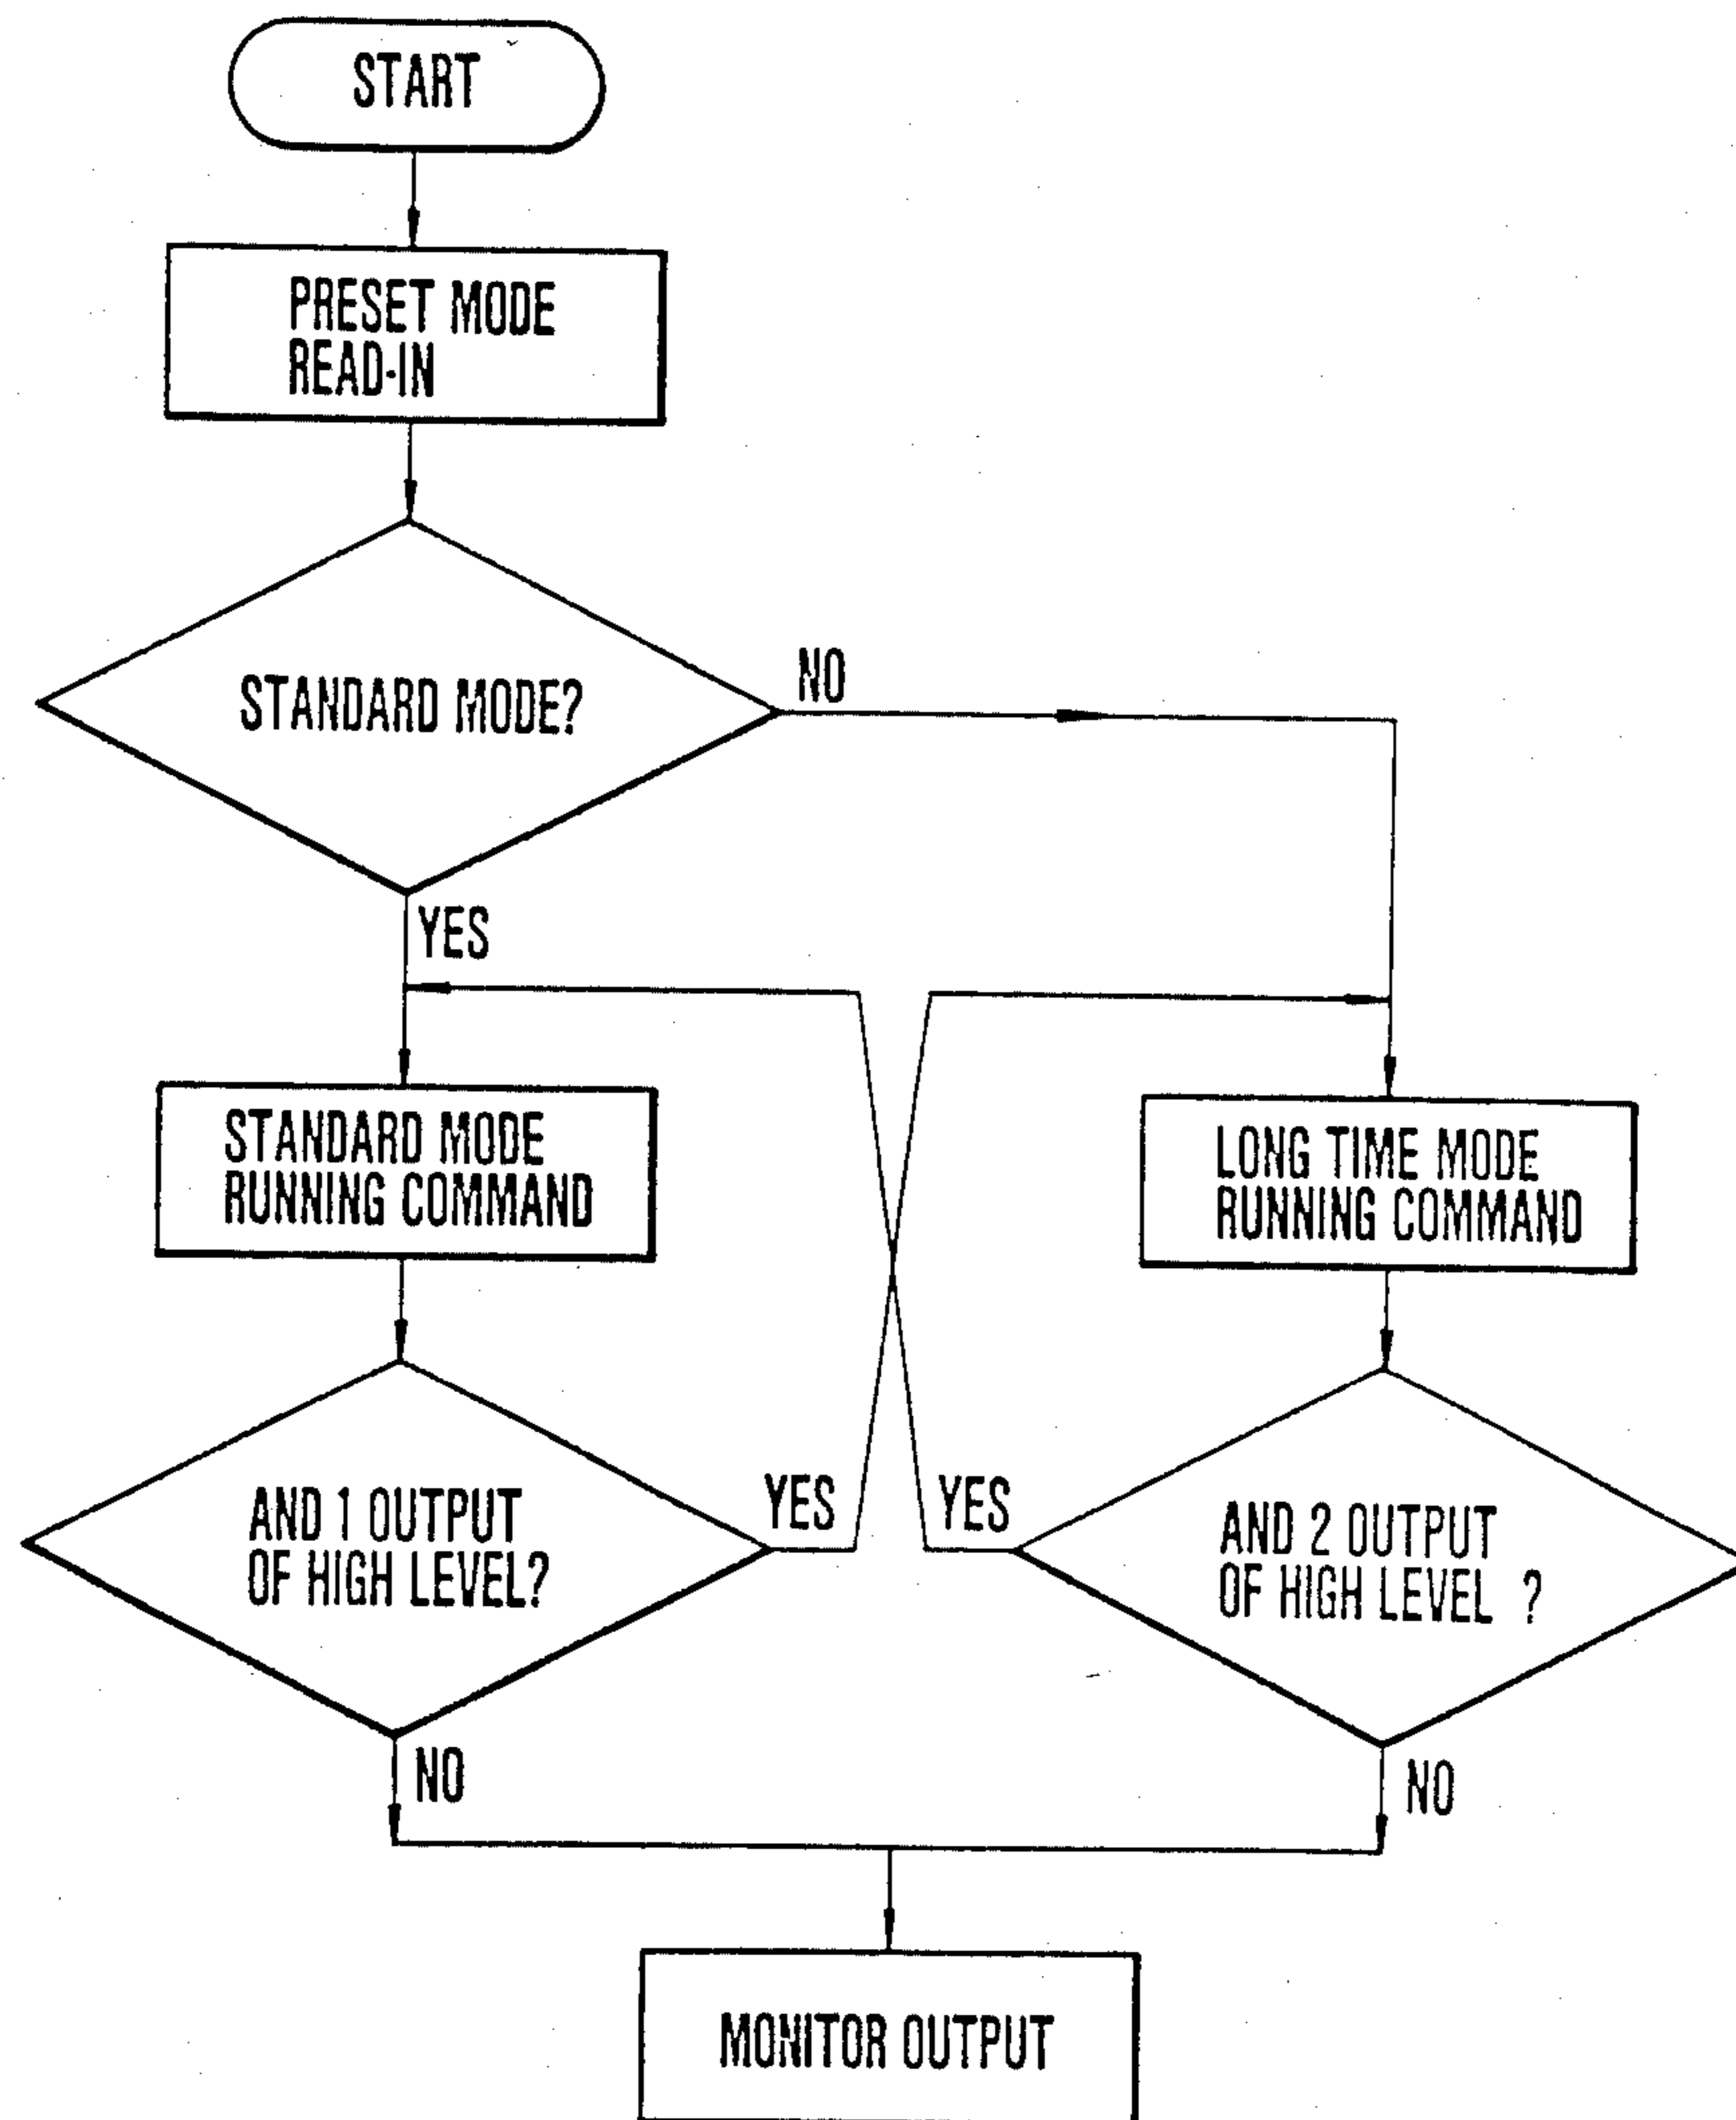 START
PRESET MODE
READ-IN
STANDARD MODE?
NO
YES
STANDARD MODE
RUNNING COMMAND
LONG TIME MODE
RUNNING COMMAND
AND 1 OUTPUT
OF HIGH LEVEL?
YES
YES
AND 2 OUTPUT
OF HIGH LEVEL ?
NO
NO
MONITOR OUTPUT